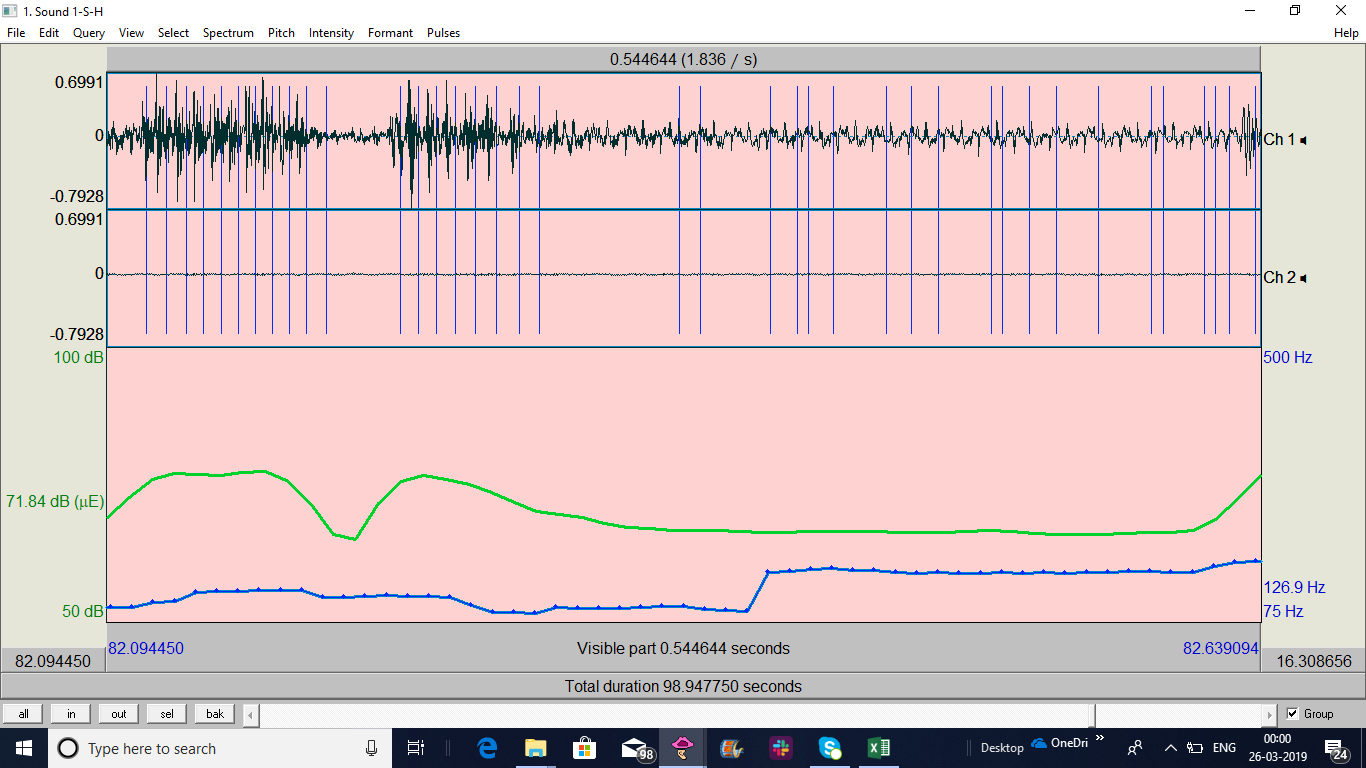 1. Sound 1-S-H
File Edit Query View Select Spectrum Pitch Intensity Formant Pulses Help
0.544644 (1.836 / s)
0.6991
0
-0.7928
Ch 1
0.6991
0
-0.7928
Ch 2
100 dB
500 Hz
71.84 dB (µE)
126.9 Hz
50 dB
75 Hz
82.094450
82.094450
Visible part 0.544644 seconds
82.639094
16.308656
Total duration 98.947750 seconds
all in out sel bak Group
Type here to search
98
Desktop OneDri
ENG
00:00
26-03-2019
24